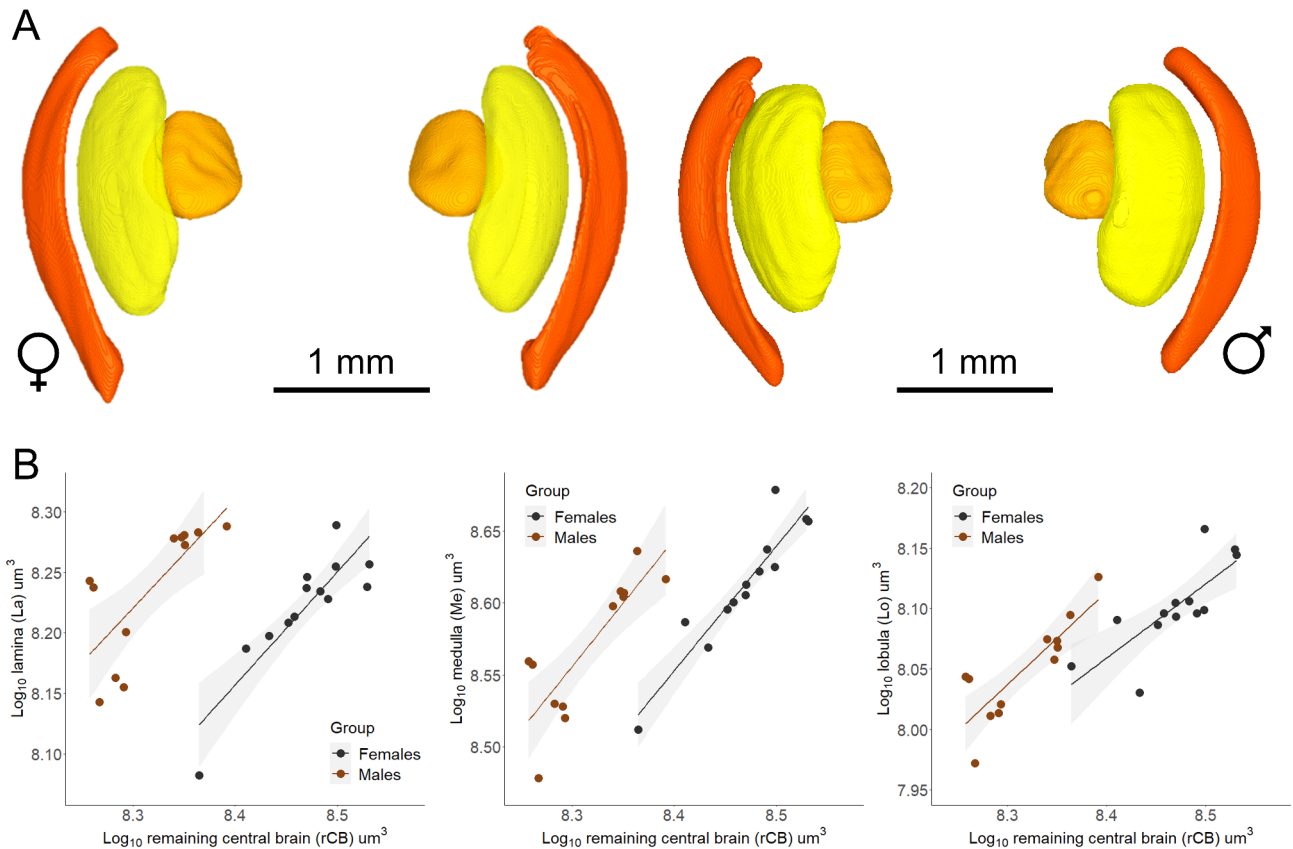 A
♀
1 mm
1 mm
♂
B
Log10 lamina (La) um³
8.30
8.25
8.20
8.15
8.10
Group
Females
Males
8.3
8.4
8.5
Log10 remaining central brain (rCB) um³
Log10 medulla (Me) um³
8.65
8.60
8.55
8.50
Group
Females
Males
8.3
8.4
8.5
Log10 remaining central brain (rCB) um³
Log10 lobula (Lo) um³
8.20
8.15
8.10
8.05
8.00
7.95
Group
Females
Males
8.3
8.4
8.5
Log10 remaining central brain (rCB) um³